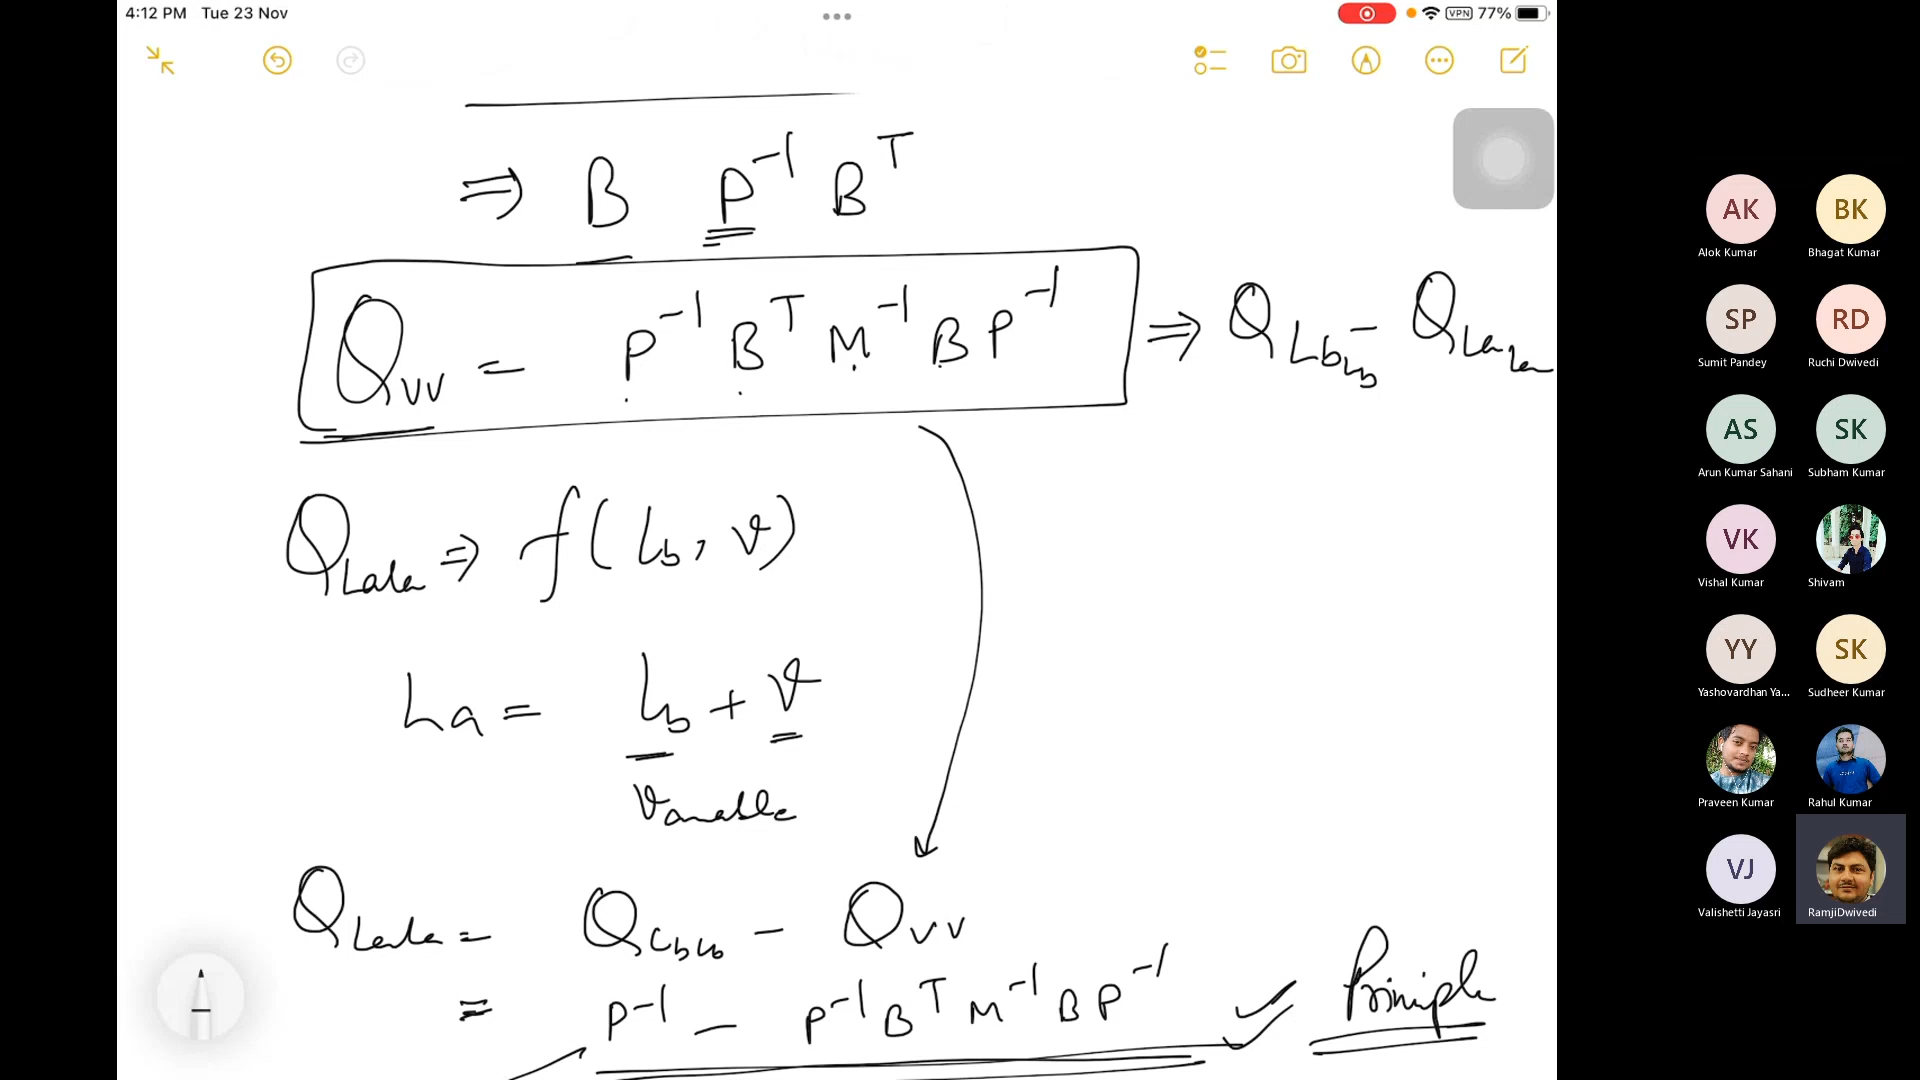 4:12 PM Tue 23 Nov
VPN 77%
⇒ B P⁻¹ Bᵀ
Qvv = P⁻¹ Bᵀ M⁻¹ B P⁻¹ ⇒ Q_LbLb - Q_LaLa
Q_LaLa ⇒ f(Lb, v)
La = Lb + v
Variable
Q_LaLa = Q_LbLb - Qvv
= P⁻¹ - P⁻¹ Bᵀ M⁻¹ B P⁻¹ ✓ Principle
AK BK
Alok Kumar Bhagat Kumar
SP RD
Sumit Pandey Ruchi Dwivedi
AS SK
Arun Kumar Sahani Subham Kumar
VK
Vishal Kumar Shivam
YY SK
Yashovardhan Ya... Sudheer Kumar
Praveen Kumar Rahul Kumar
VJ
Valishetti Jayasri RamjiDwivedi